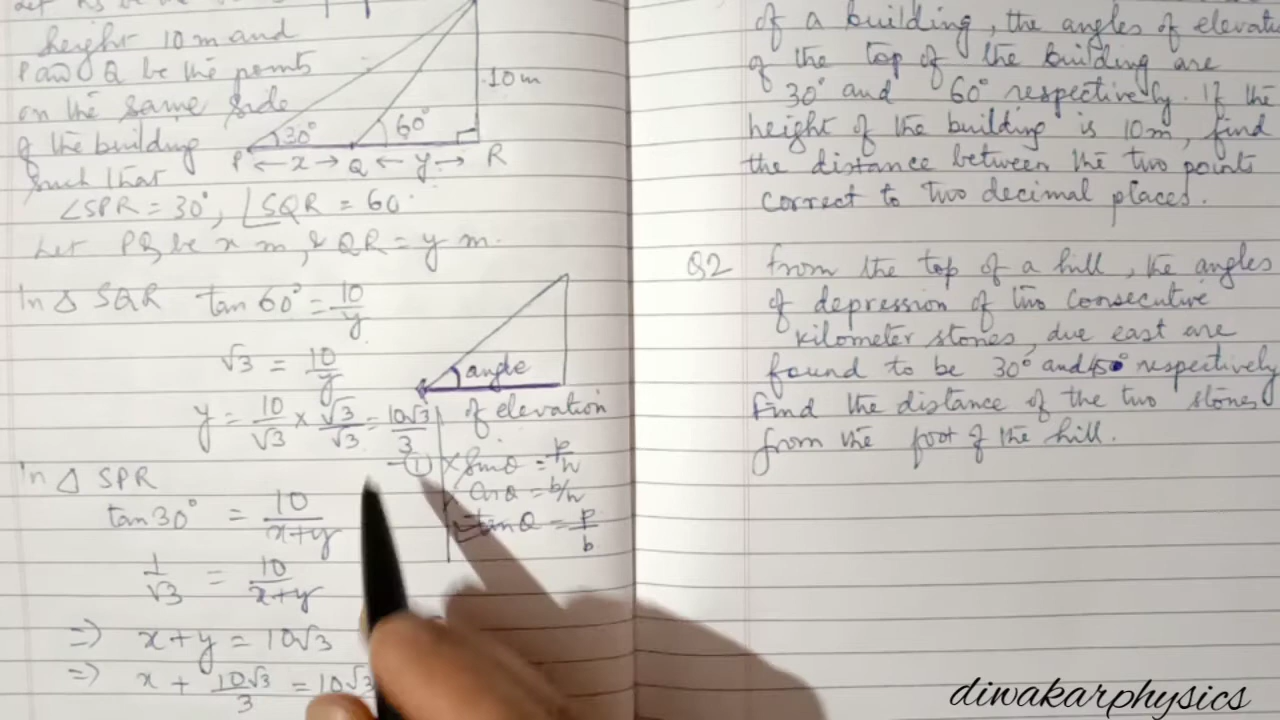 height 10 m and
P and Q be the points
on the same side
of the building
such that
10 m
30°
60°
P ← x → Q ← y → R
∠SPR = 30°, ∠SQR = 60°
Let PQ be x m, & QR = y m.
In △ SQR tan 60° = 10/y
√3 = 10/y
y = 10/√3 × √3/√3 = 10√3/3
— ①
angle
of elevation
× sin θ = p/h
cos θ = b/h
tan θ = p/b
In △ SPR
tan 30° = 10/x+y
1/√3 = 10/x+y
⇒ x + y = 10√3
⇒ x + 10√3/3 = 10√3
of a building, the angles of
of the top of the building are
30° and 60° respectively. If the
height of the building is 10m, find
the distance between the two points
correct to two decimal places.
Q2 from the top of a hill, the angles
of depression of two consecutive
kilometer stones, due east are
found to be 30° and 45° respectively
Find the distance of the two stones
from the foot of the hill.
diwakarphysics